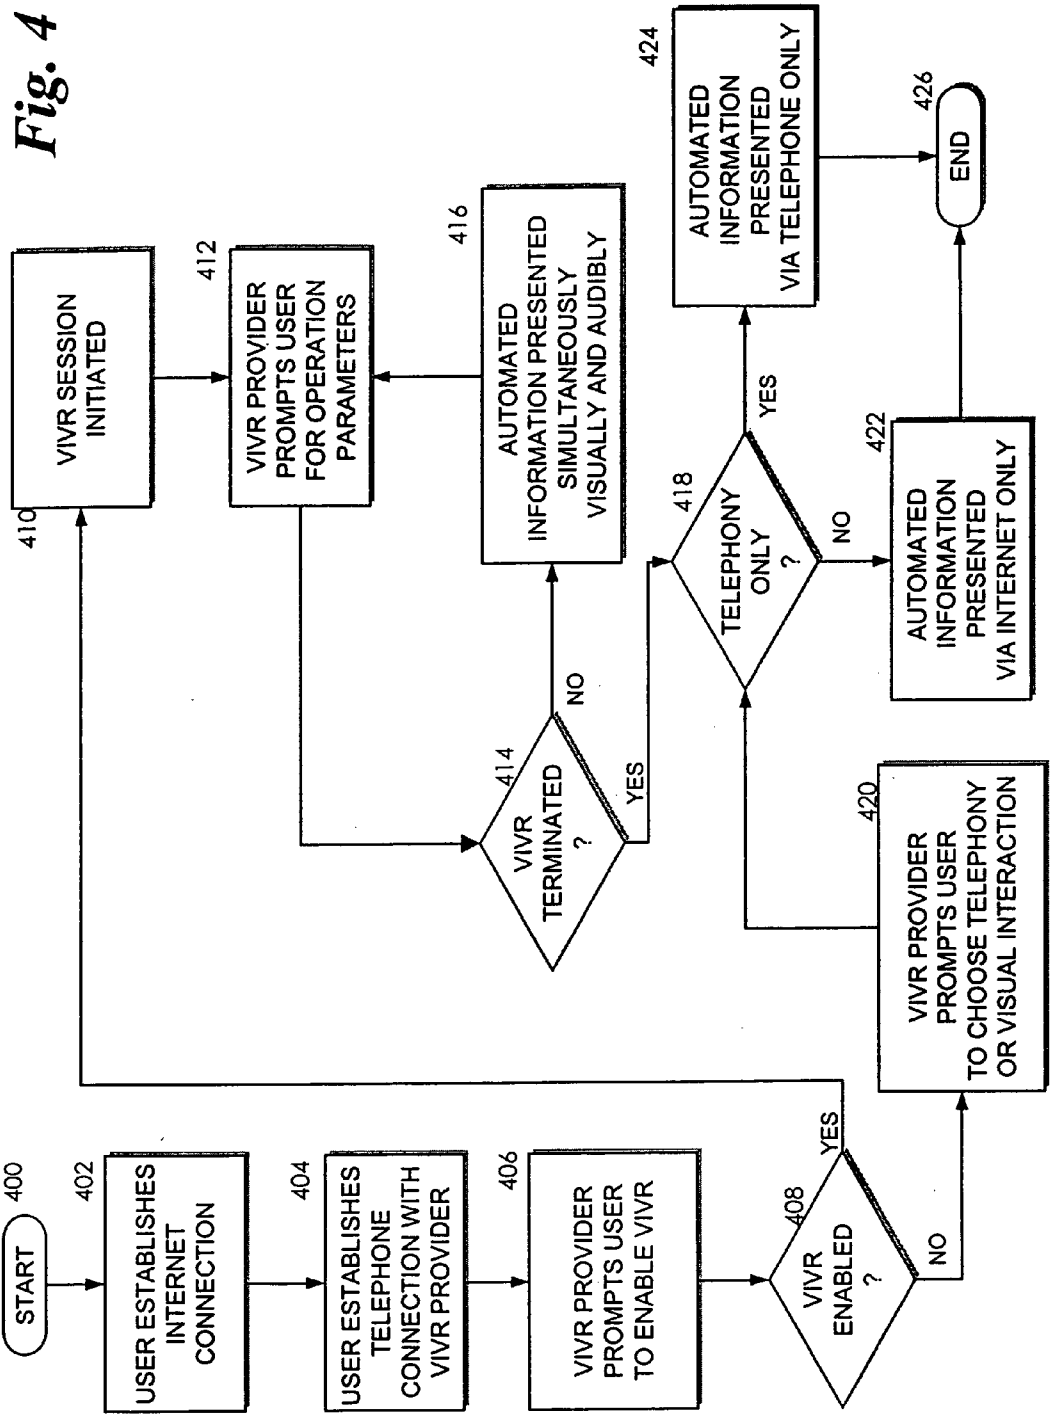 400
START
402
USER ESTABLISHES
INTERNET
CONNECTION
404
USER ESTABLISHES
TELEPHONE
CONNECTION WITH
VIVR PROVIDER
406
VIVR PROVIDER
PROMPTS USER
TO ENABLE VIVR
408
VIVR
ENABLED
?
YES
NO
410
VIVR SESSION
INITIATED
412
VIVR PROVIDER
PROMPTS USER
FOR OPERATION
PARAMETERS
414
VIVR
TERMINATED
?
NO
YES
416
AUTOMATED
INFORMATION PRESENTED
SIMULTANEOUSLY
VISUALLY AND AUDIBLY
418
TELEPHONY
ONLY
?
YES
NO
420
VIVR PROVIDER
PROMPTS USER
TO CHOOSE TELEPHONY
OR VISUAL INTERACTION
422
AUTOMATED
INFORMATION
PRESENTED
VIA INTERNET ONLY
424
AUTOMATED
INFORMATION
PRESENTED
VIA TELEPHONE ONLY
426
END
Fig. 4